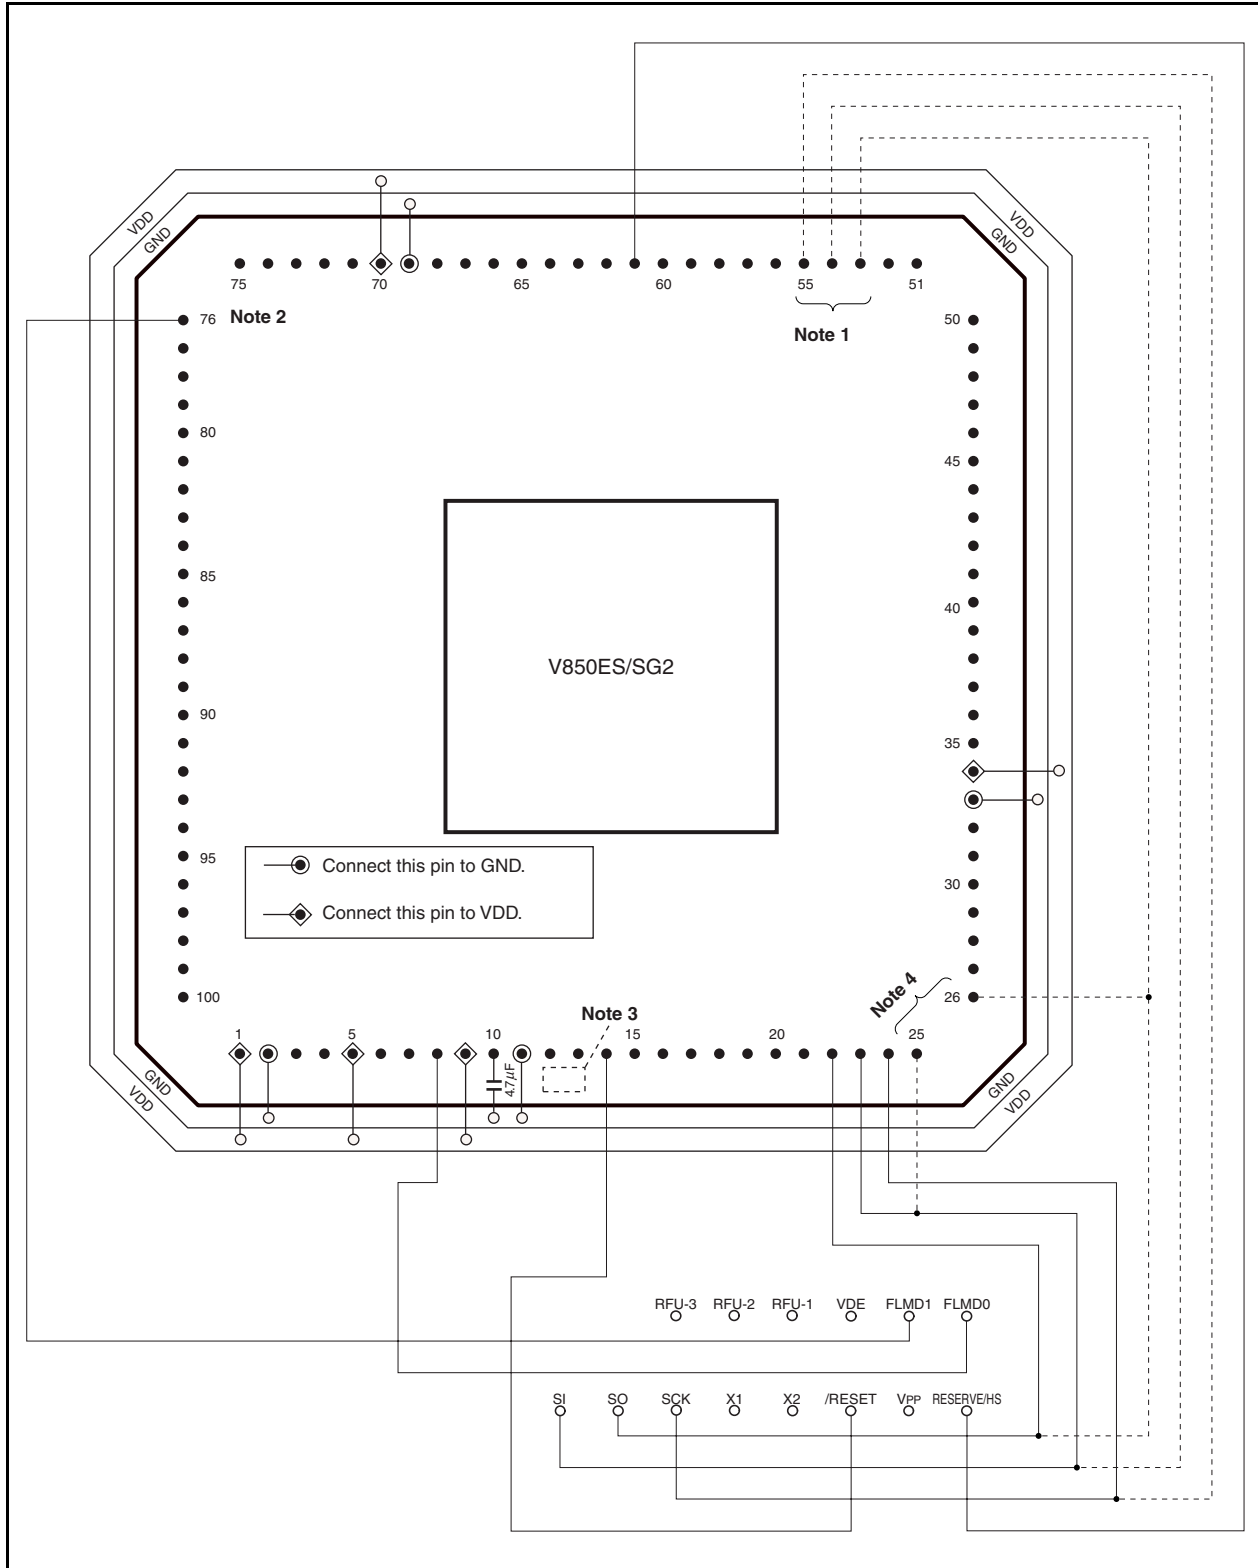 VDD
GND
VDD
GND
75
70
65
60
55
51
Note 2
Note 1
76
50
80
45
85
40
V850ES/SG2
90
35
95
30
Connect this pin to GND.
Connect this pin to VDD.
100
26
Note 4
Note 3
1
5
10
15
20
25
4.7 µF
GND
VDD
GND
VDD
RFU-3 RFU-2 RFU-1 VDE FLMD1 FLMD0
SI SO SCK X1 X2 /RESET VPP RESERVE/HS